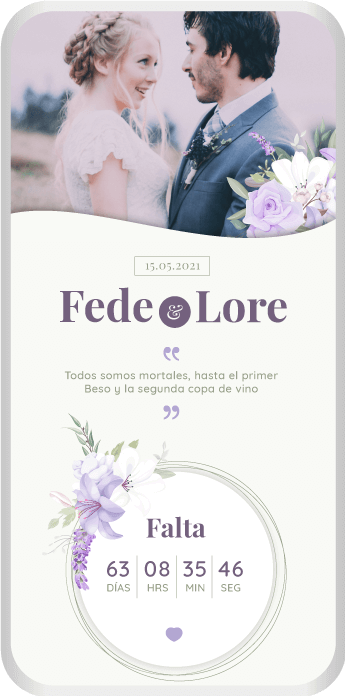 15.05.2021
Fede & Lore
“
Todos somos mortales, hasta el primer
Beso y la segunda copa de vino
”
Falta
63 08 35 46
DÍAS HRS MIN SEG